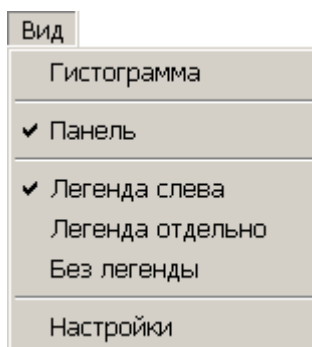 Вид
Гистограмма
Панель
Легенда слева
Легенда отдельно
Без легенды
Настройки